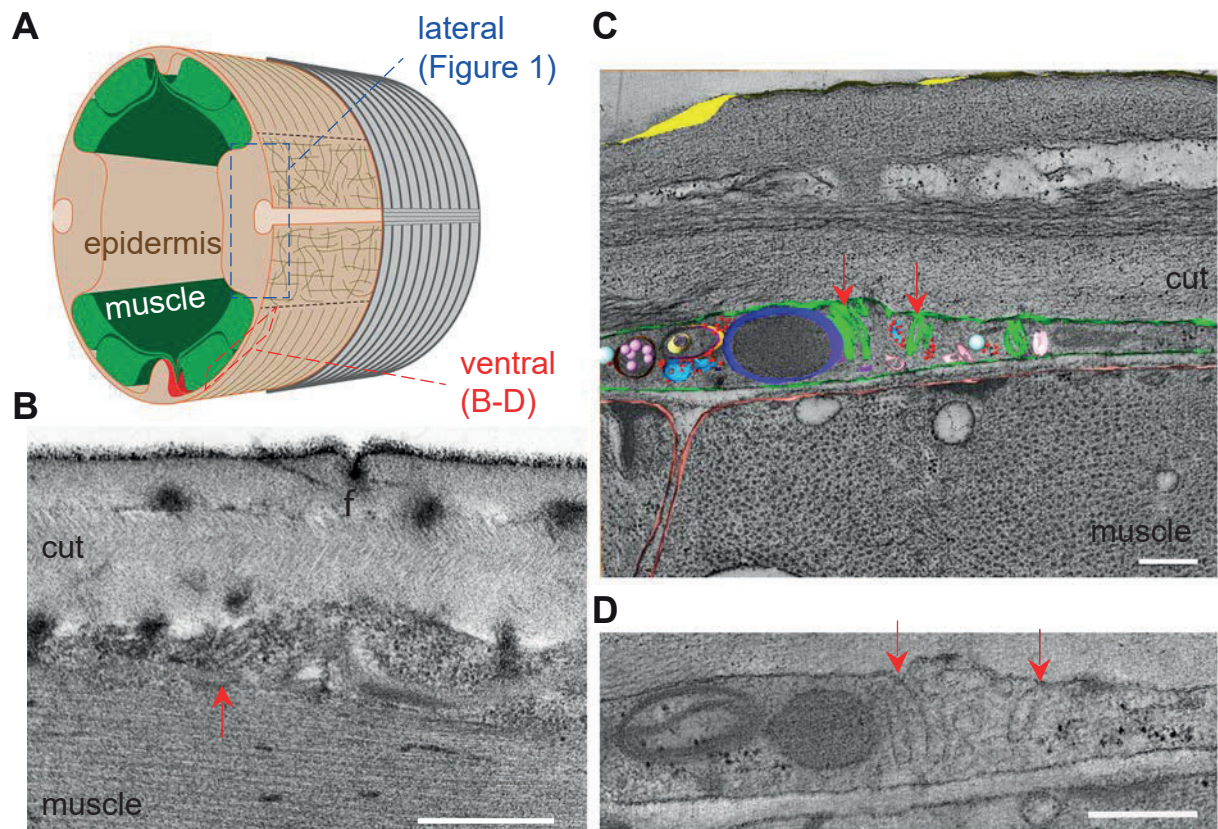 A
lateral
(Figure 1)
epidermis
muscle
ventral
(B-D)
B
f
cut
muscle
C
cut
muscle
D